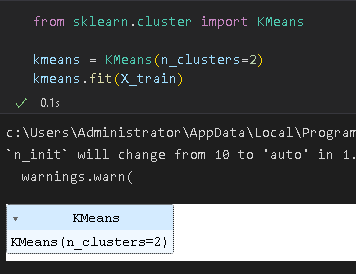 from sklearn.cluster import KMeans
kmeans = KMeans(n_clusters=2)
kmeans.fit(X_train)
✓ 0.1s
c:\Users\Administrator\AppData\Local\Program
`n_init` will change from 10 to 'auto' in 1.
warnings.warn(
▾ KMeans
KMeans(n_clusters=2)